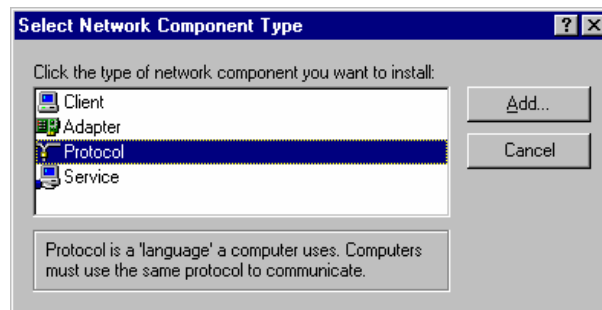 Select Network Component Type
Click the type of network component you want to install:
Client
Adapter
Protocol
Service
Add...
Cancel
Protocol is a 'language' a computer uses. Computers
must use the same protocol to communicate.